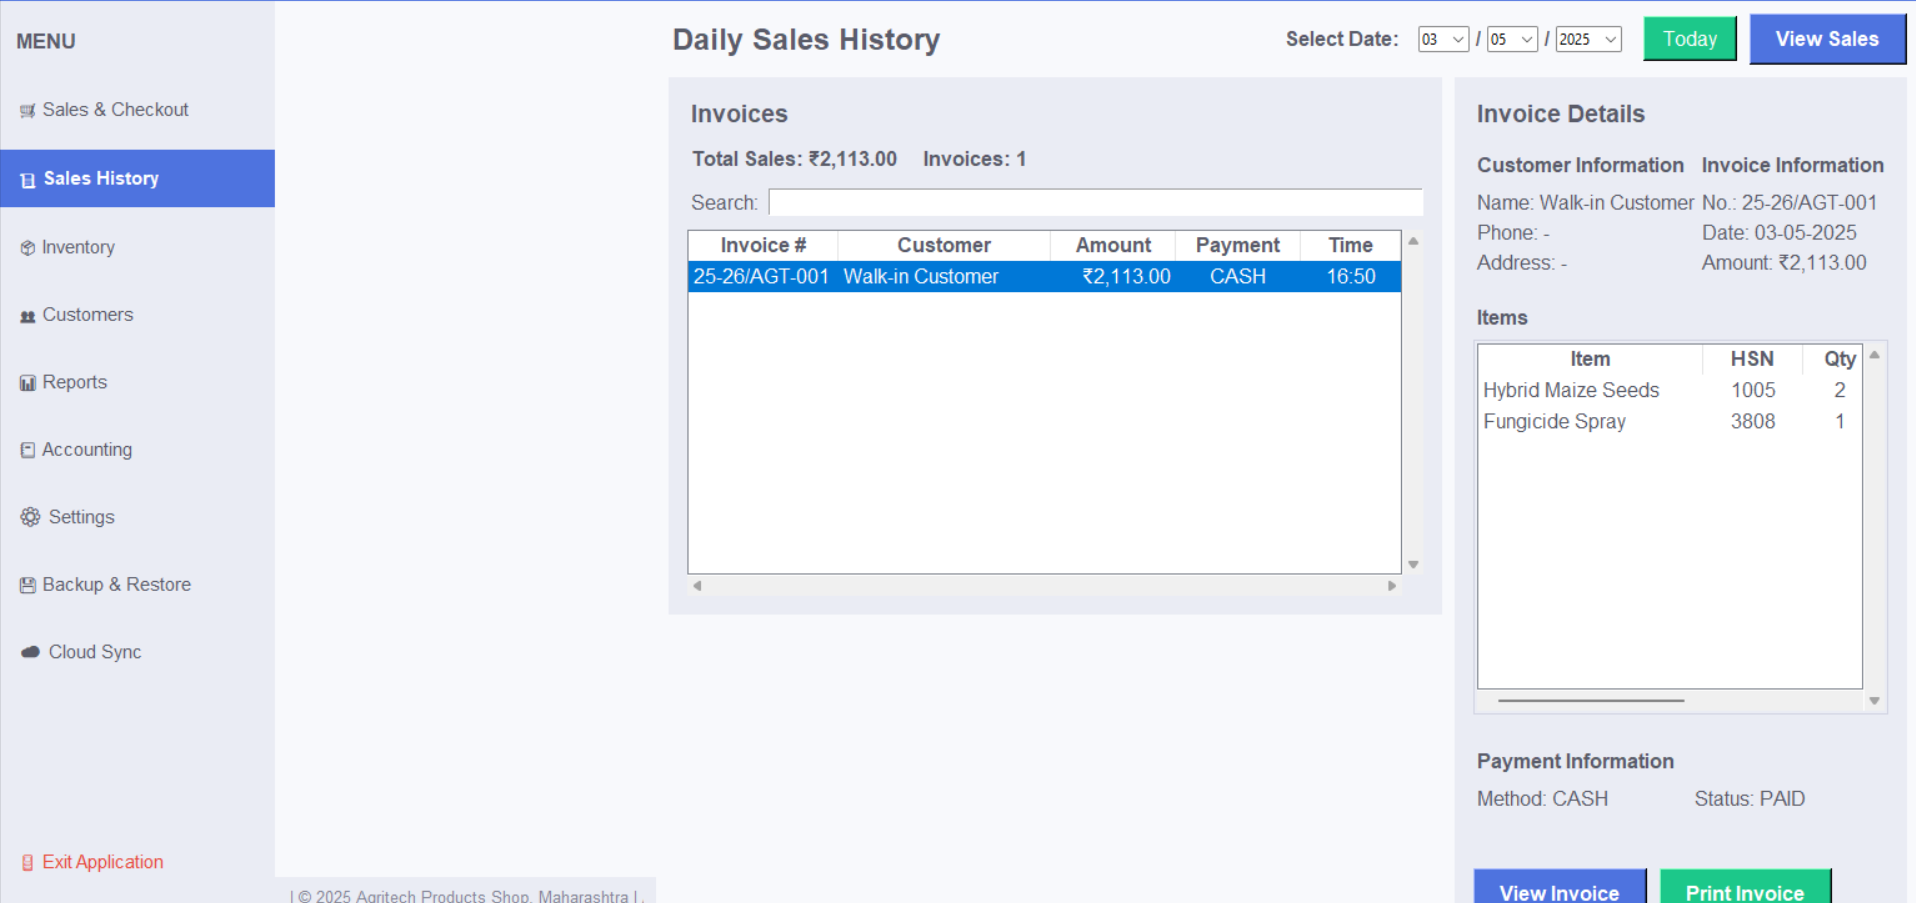 MENU
Sales & Checkout
Sales History
Inventory
Customers
Reports
Accounting
Settings
Backup & Restore
Cloud Sync
Exit Application
| © 2025 Agritech Products Shop, Maharashtra | .
Daily Sales History
Select Date: 03 / 05 / 2025 Today View Sales
Invoices
Total Sales: ₹2,113.00 Invoices: 1
Search:
Invoice # Customer Amount Payment Time
25-26/AGT-001 Walk-in Customer ₹2,113.00 CASH 16:50
Invoice Details
Customer Information Invoice Information
Name: Walk-in Customer No.: 25-26/AGT-001
Phone: - Date: 03-05-2025
Address: - Amount: ₹2,113.00
Items
Item HSN Qty
Hybrid Maize Seeds 1005 2
Fungicide Spray 3808 1
Payment Information
Method: CASH Status: PAID
View Invoice Print Invoice